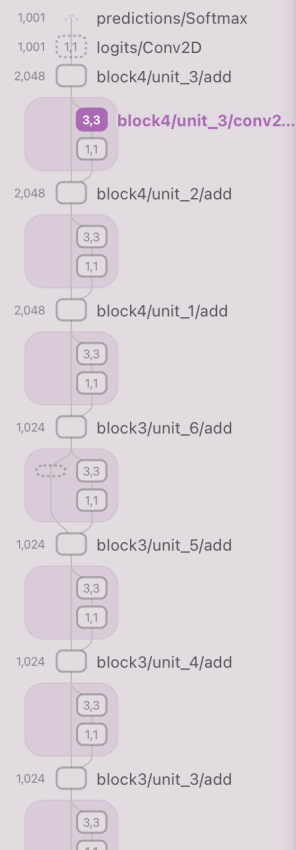 1,001 predictions/Softmax
1,001 1,1 logits/Conv2D
2,048 block4/unit_3/add
3,3 block4/unit_3/conv2...
1,1
2,048 block4/unit_2/add
3,3
1,1
2,048 block4/unit_1/add
3,3
1,1
1,024 block3/unit_6/add
3,3
1,1
1,024 block3/unit_5/add
3,3
1,1
1,024 block3/unit_4/add
3,3
1,1
1,024 block3/unit_3/add
3,3
1,1